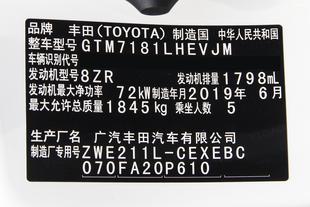 品牌 丰田(TOYOTA) 制造国 中华人民共和国
整车型号 GTM7181LHEVJM
车辆识别代号
发动机型号 8ZR 发动机排量 1798mL
发动机最大净功率 72kW 制造年月 2019年6月
最大允许总质量 1845kg 乘坐人数 5
生产厂名 广汽丰田汽车有限公司
制造厂专用号 ZWE211L-CEXEBC
070FA20P610